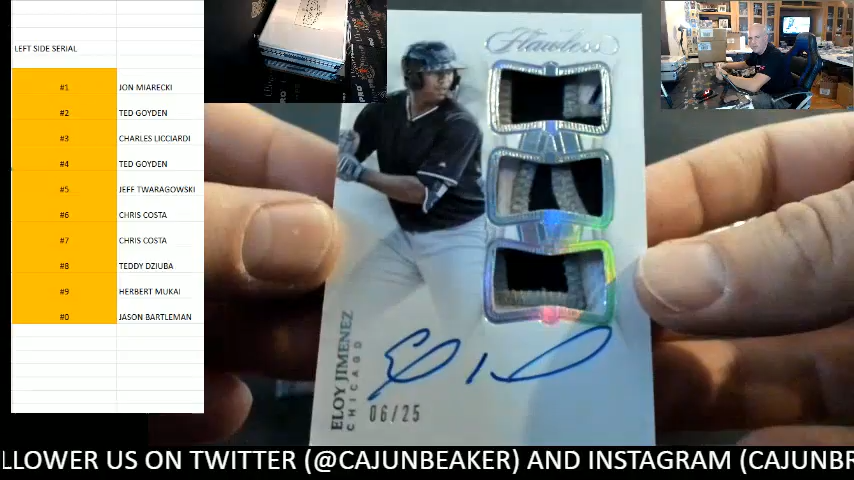 LEFT SIDE SERIAL
#1 JON MIARECKI
#2 TED GOYDEN
#3 CHARLES LICCIARDI
#4 TED GOYDEN
#5 JEFF TWARAGOWSKI
#6 CHRIS COSTA
#7 CHRIS COSTA
#8 TEDDY DZIUBA
#9 HERBERT MUKAI
#0 JASON BARTLEMAN
Flawless
ELOY JIMENEZ
CHICAGO
06/25
LLOWER US ON TWITTER (@CAJUNBEAKER) AND INSTAGRAM (CAJUNBR